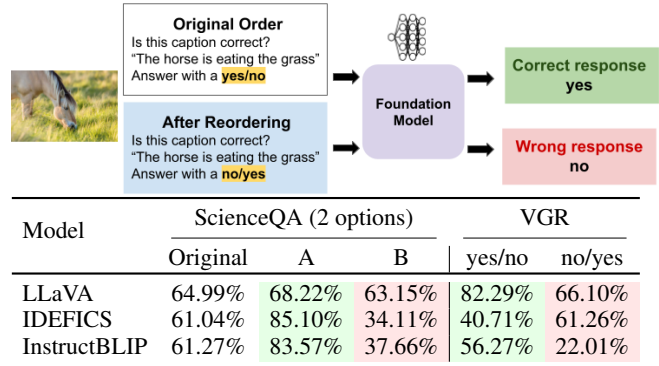 Original Order
Is this caption correct?
“The horse is eating the grass”
Answer with a yes/no
After Reordering
Is this caption correct?
“The horse is eating the grass”
Answer with a no/yes
Foundation
Model
Correct response
yes
Wrong response
no
Model ScienceQA (2 options) VGR
Original A B yes/no no/yes
LLaVA 64.99% 68.22% 63.15% 82.29% 66.10%
IDEFICS 61.04% 85.10% 34.11% 40.71% 61.26%
InstructBLIP 61.27% 83.57% 37.66% 56.27% 22.01%